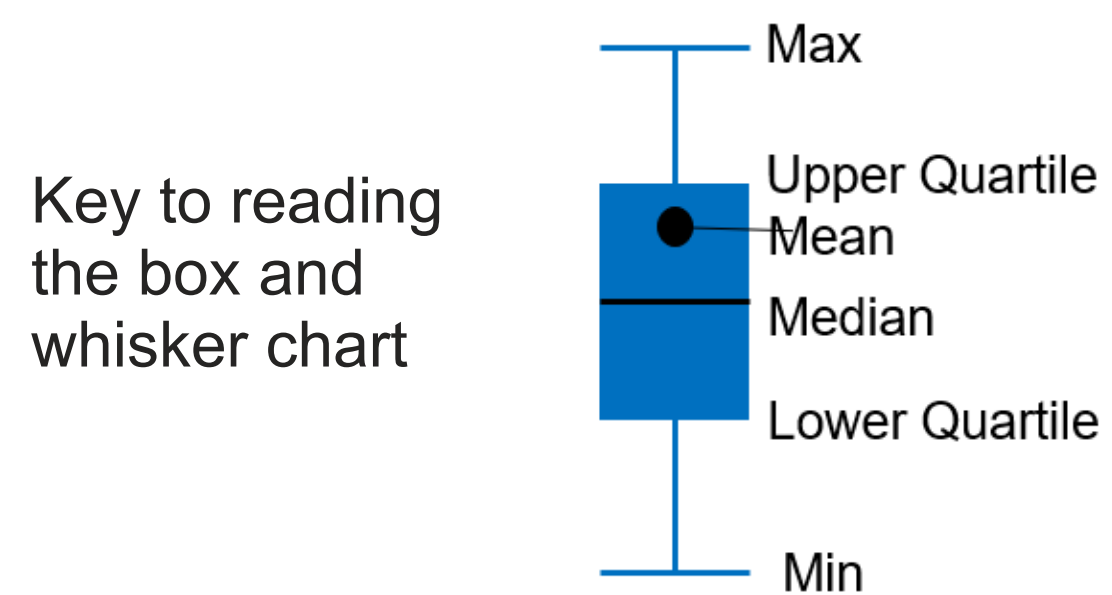 Key to reading
the box and
whisker chart
Max
Upper Quartile
Mean
Median
Lower Quartile
Min